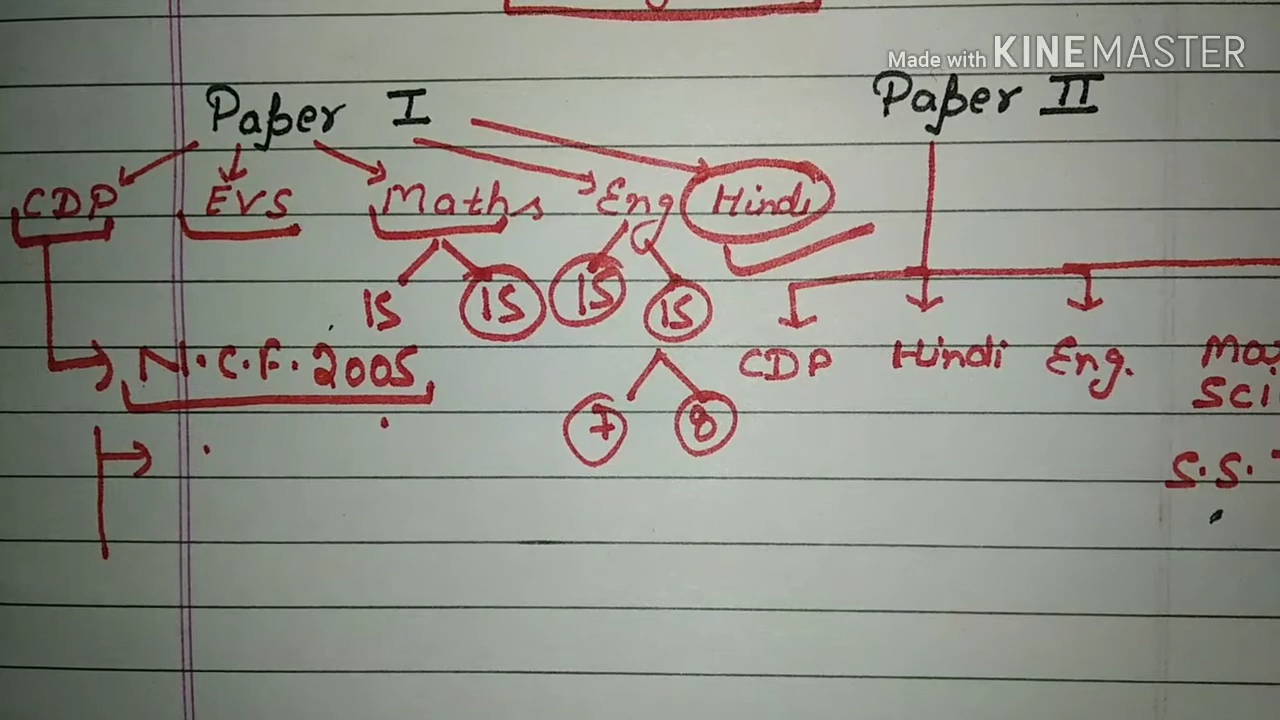 Made with KINEMASTER
Paper I
Paper II
CDP EVS Maths Eng Hindi
15 15 15 15
N.C.F. 2005
7 8
CDP Hindi Eng.
Sci
S.S.